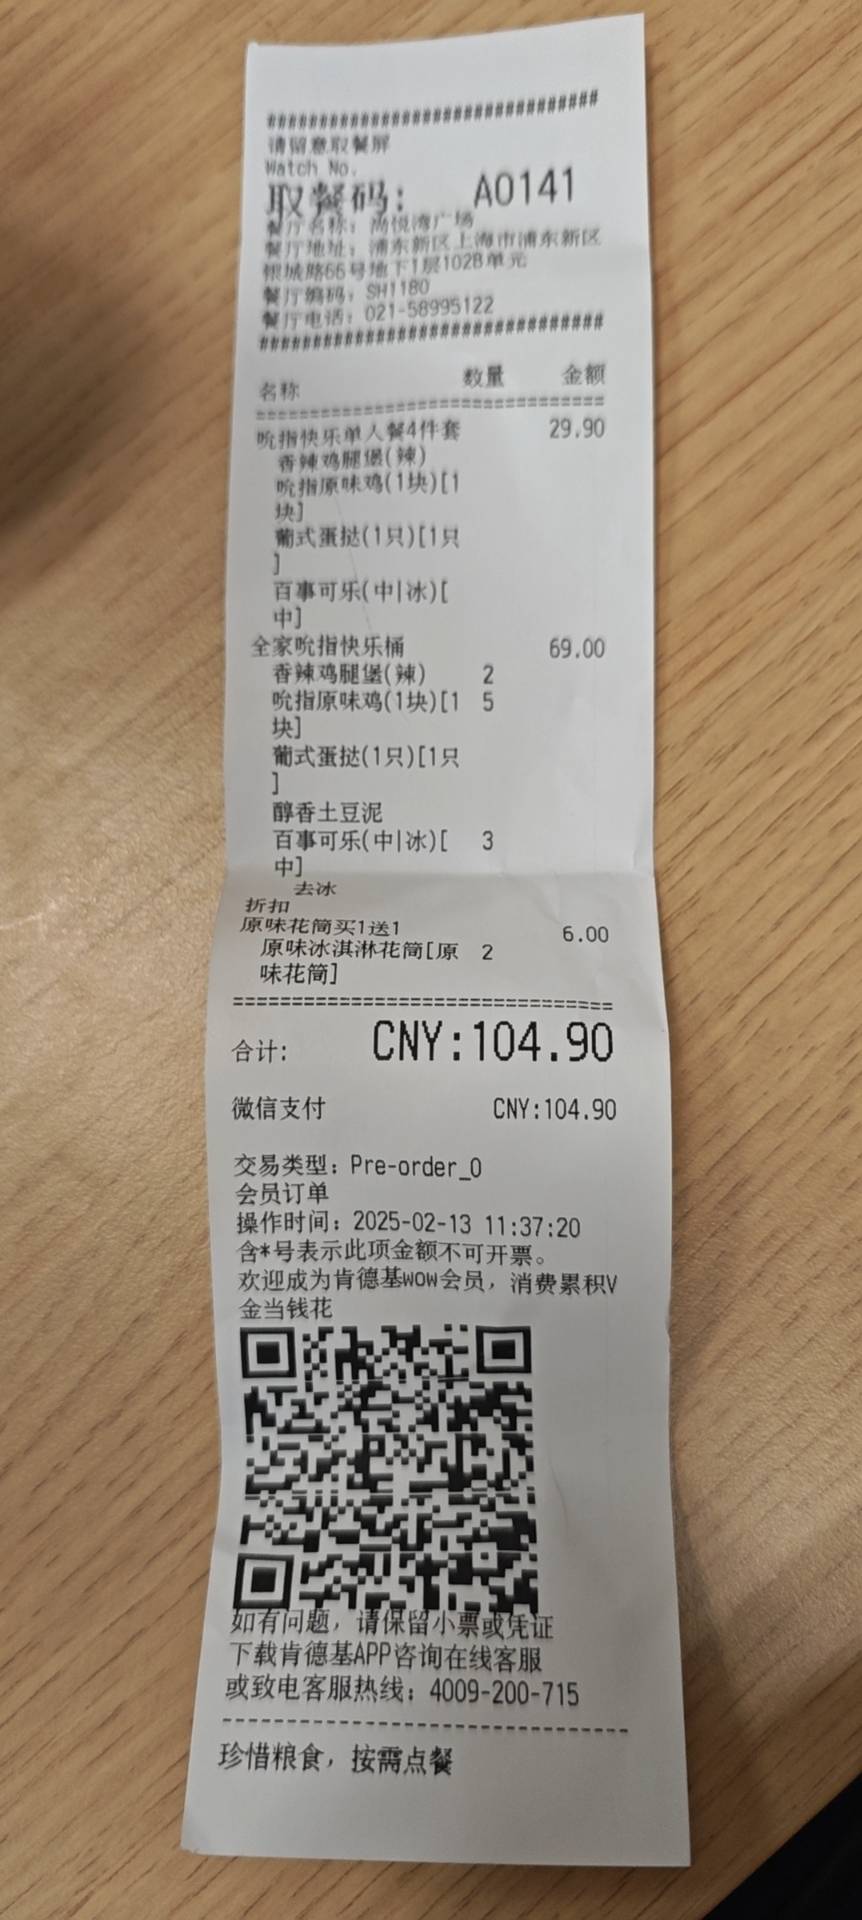 ################################
请留意取餐屏
Watch No.
取餐码: A0141
餐厅名称: 尚悦湾广场
餐厅地址: 浦东新区上海市浦东新区
银城路66号地下1层102B单元
餐厅编码: SH1180
餐厅电话: 021-58995122
################################
名称 数量 金额
================================
吮指快乐单人餐4件套 29.90
香辣鸡腿堡(辣)
吮指原味鸡(1块)[1
块]
葡式蛋挞(1只)[1只
]
百事可乐(中|冰)[
中]
全家吮指快乐桶 69.00
香辣鸡腿堡(辣) 2
吮指原味鸡(1块)[1 5
块]
葡式蛋挞(1只)[1只
]
醇香土豆泥
百事可乐(中|冰)[ 3
中]
去冰
折扣
原味花筒买1送1 6.00
原味冰淇淋花筒[原 2
味花筒]
================================
合计: CNY:104.90
微信支付 CNY:104.90
交易类型: Pre-order_0
会员订单
操作时间: 2025-02-13 11:37:20
含*号表示此项金额不可开票。
欢迎成为肯德基wow会员, 消费累积V
金当钱花
如有问题, 请保留小票或凭证
下载肯德基APP咨询在线客服
或致电客服热线: 4009-200-715
--------------------------------
珍惜粮食, 按需点餐